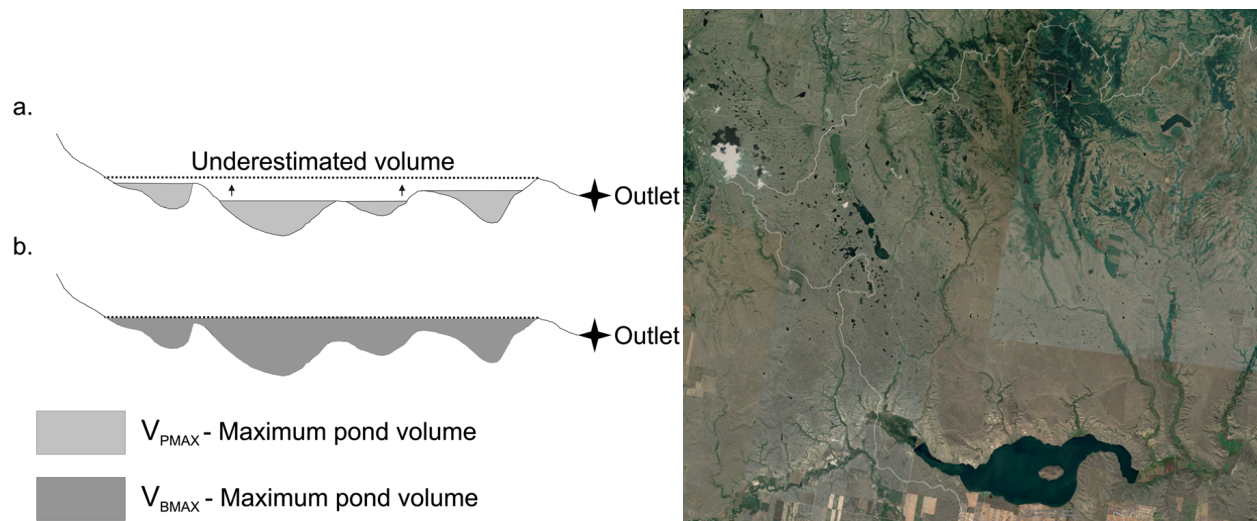 a.
Underestimated volume
Outlet
b.
Outlet
VPMAX - Maximum pond volume
VBMAX - Maximum pond volume